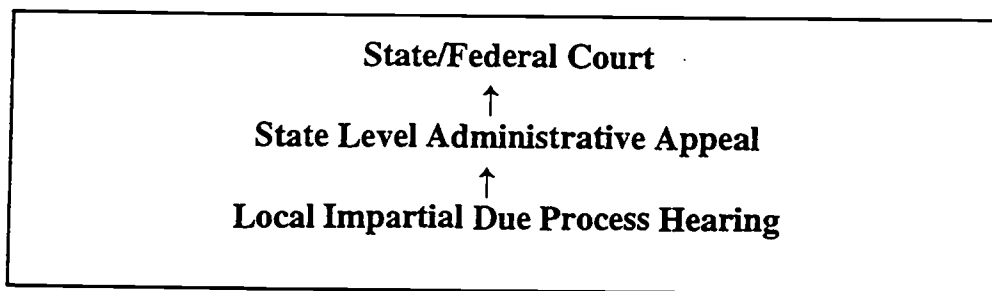 State/Federal Court
↑
State Level Administrative Appeal
↑
Local Impartial Due Process Hearing